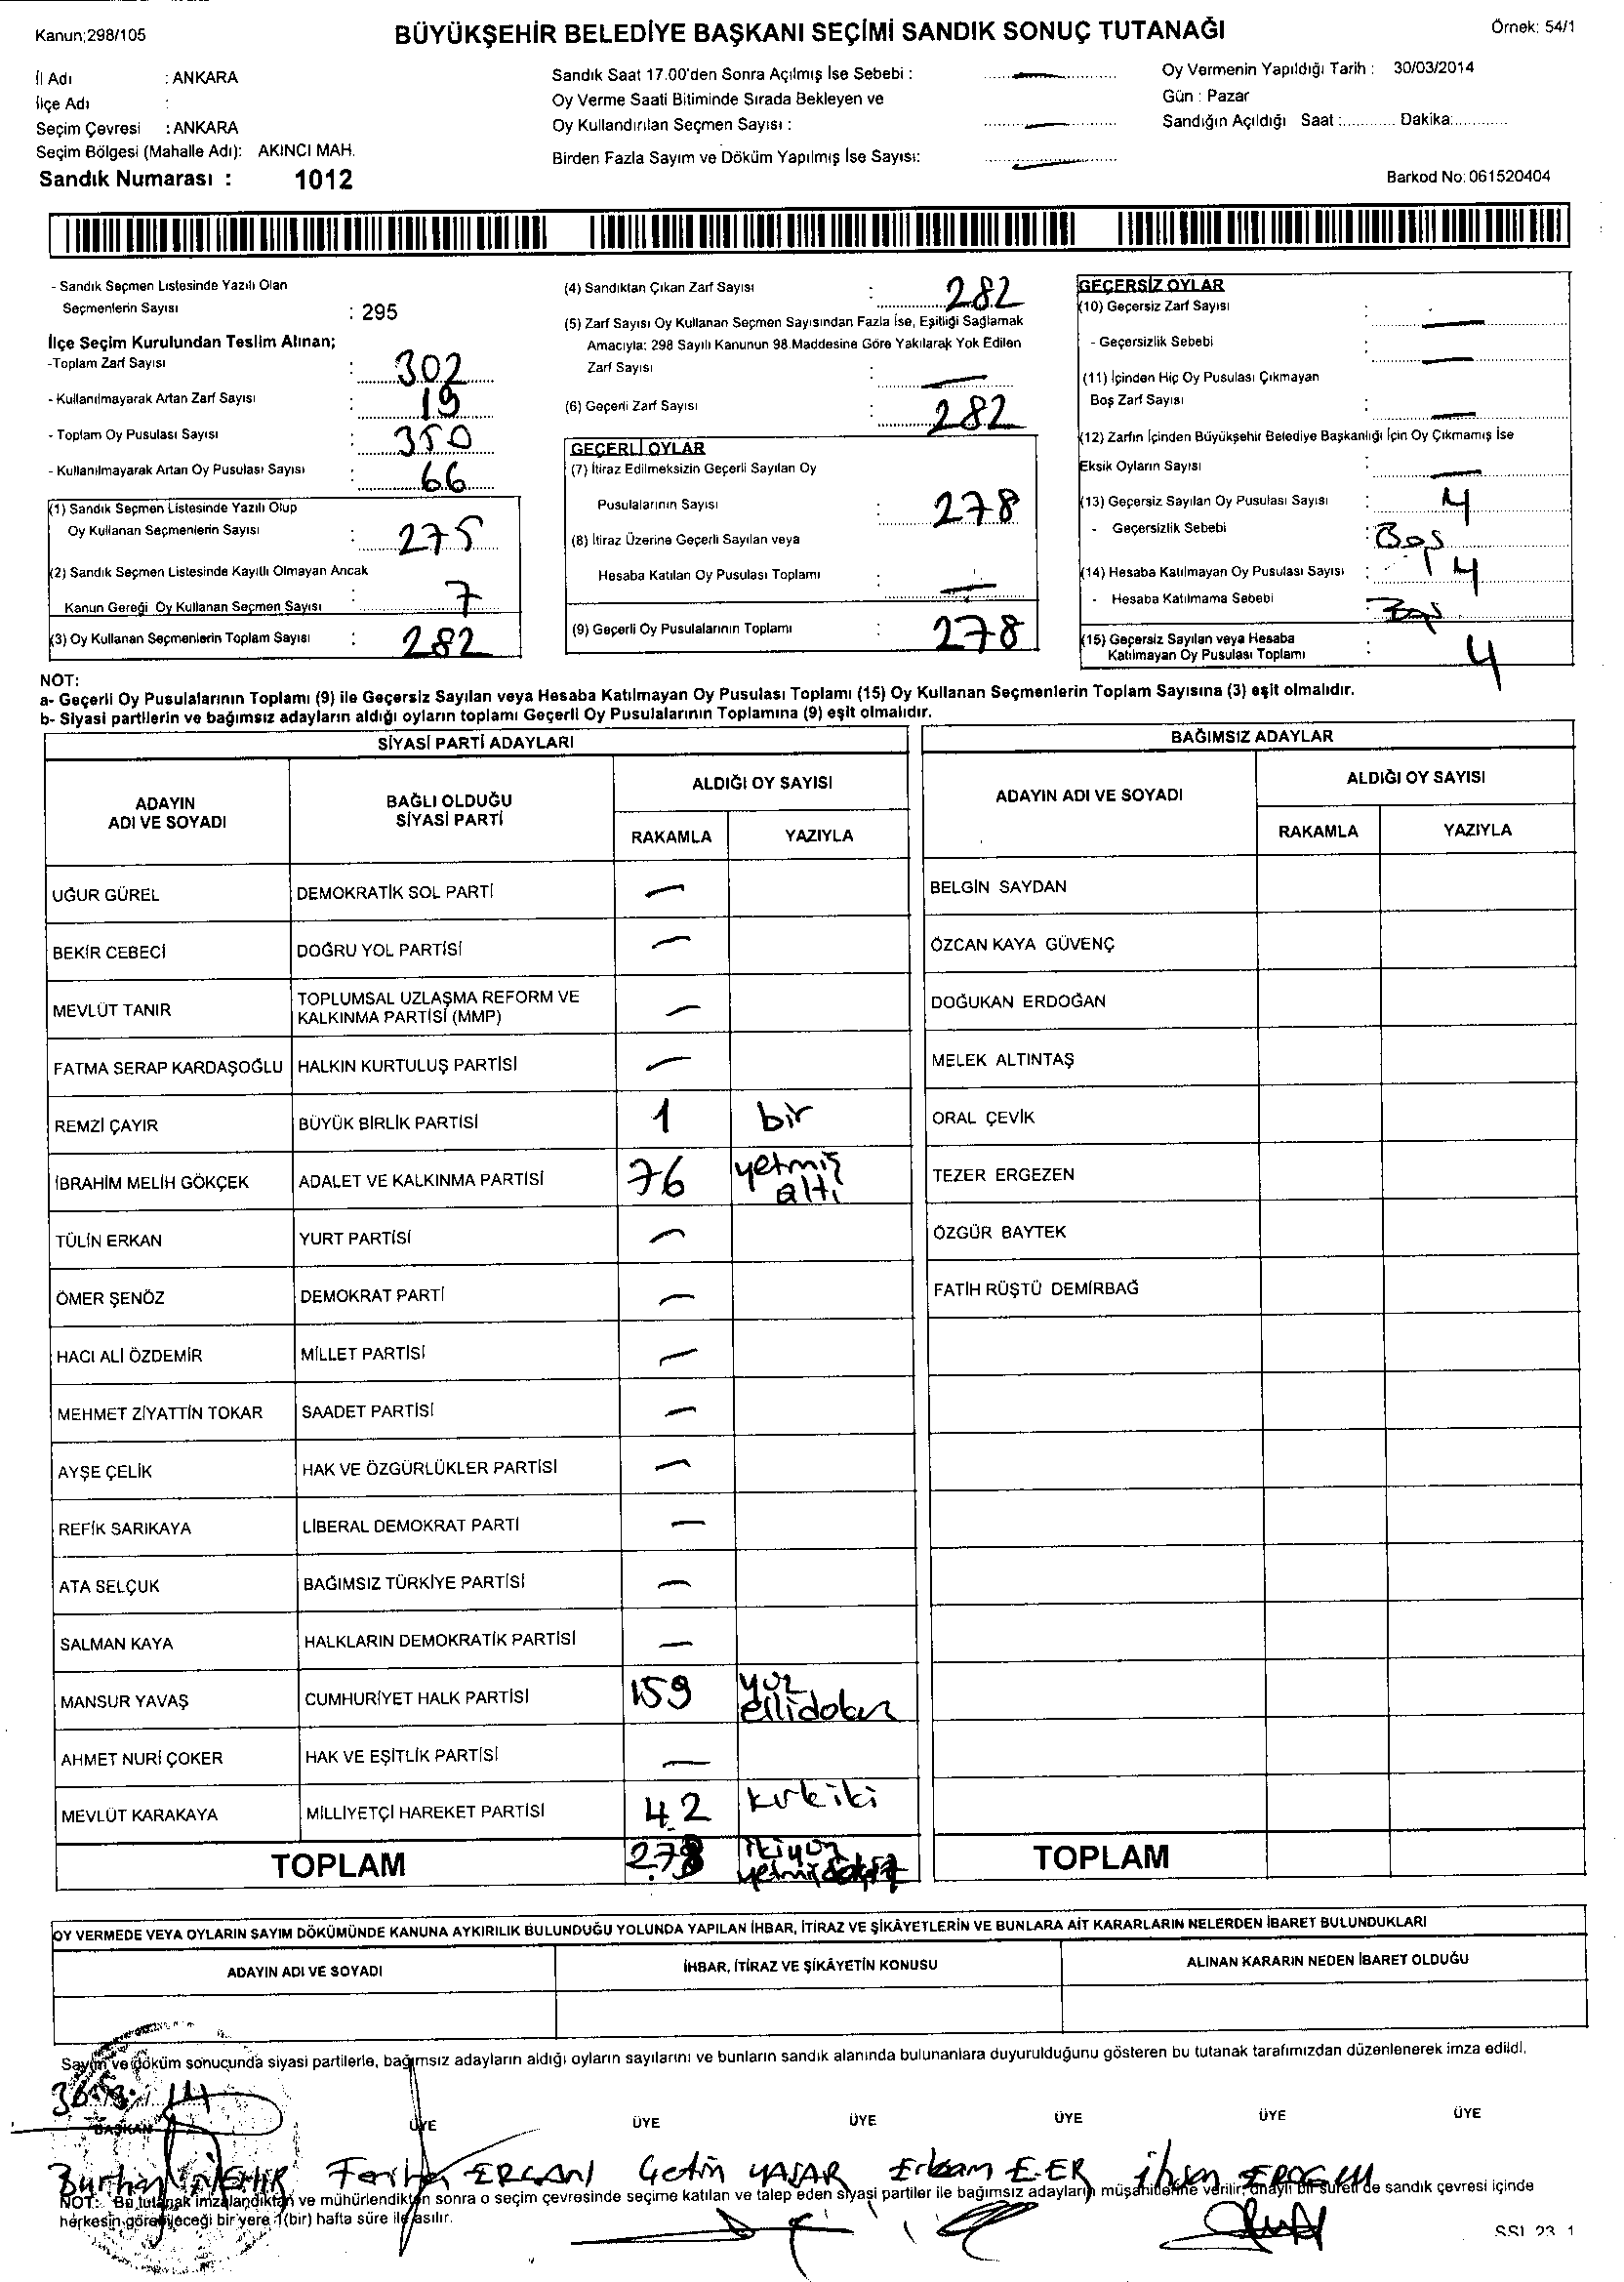 Kanun;298/105
BÜYÜKŞEHİR BELEDİYE BAŞKANI SEÇİMİ SANDIK SONUÇ TUTANAĞI
Örnek: 54/1
İl Adı : ANKARA
İlçe Adı :
Seçim Çevresi : ANKARA
Seçim Bölgesi (Mahalle Adı): AKINCI MAH.
Sandık Numarası : 1012
Sandık Saat 17.00'den Sonra Açılmış İse Sebebi : —
Oy Verme Saati Bitiminde Sırada Bekleyen ve
Oy Kullandırılan Seçmen Sayısı : —
Birden Fazla Sayım ve Döküm Yapılmış İse Sayısı: —
Oy Vermenin Yapıldığı Tarih : 30/03/2014
Gün : Pazar
Sandığın Açıldığı Saat :............ Dakika:............
Barkod No: 061520404
- Sandık Seçmen Listesinde Yazılı Olan
Seçmenlerin Sayısı : 295
İlçe Seçim Kurulundan Teslim Alınan;
-Toplam Zarf Sayısı : 302
- Kullanılmayarak Artan Zarf Sayısı : 19
- Toplam Oy Pusulası Sayısı : 350
- Kullanılmayarak Artan Oy Pusulası Sayısı : 66
(1) Sandık Seçmen Listesinde Yazılı Olup
Oy Kullanan Seçmenlerin Sayısı : 275
(2) Sandık Seçmen Listesinde Kayıtlı Olmayan Ancak
Kanun Gereği Oy Kullanan Seçmen Sayısı : 7
(3) Oy Kullanan Seçmenlerin Toplam Sayısı : 282
(4) Sandıktan Çıkan Zarf Sayısı : 282
(5) Zarf Sayısı Oy Kullanan Seçmen Sayısından Fazla İse, Eşitliği Sağlamak
Amacıyla: 298 Sayılı Kanunun 98.Maddesine Göre Yakılarak Yok Edilen
Zarf Sayısı : —
(6) Geçerli Zarf Sayısı : 282
GEÇERLİ OYLAR
(7) İtiraz Edilmeksizin Geçerli Sayılan Oy
Pusulalarının Sayısı : 278
(8) İtiraz Üzerine Geçerli Sayılan veya
Hesaba Katılan Oy Pusulası Toplamı : —
(9) Geçerli Oy Pusulalarının Toplamı : 278
GEÇERSİZ OYLAR
(10) Geçersiz Zarf Sayısı : —
- Geçersizlik Sebebi : —
(11) İçinden Hiç Oy Pusulası Çıkmayan
Boş Zarf Sayısı : —
(12) Zarfın İçinden Büyükşehir Belediye Başkanlığı İçin Oy Çıkmamış İse
Eksik Oyların Sayısı : —
(13) Geçersiz Sayılan Oy Pusulası Sayısı : 4
- Geçersizlik Sebebi : Boş
(14) Hesaba Katılmayan Oy Pusulası Sayısı : 4
- Hesaba Katılmama Sebebi : Boş
(15) Geçersiz Sayılan veya Hesaba
Katılmayan Oy Pusulası Toplamı : 4
NOT:
a- Geçerli Oy Pusulalarının Toplamı (9) ile Geçersiz Sayılan veya Hesaba Katılmayan Oy Pusulası Toplamı (15) Oy Kullanan Seçmenlerin Toplam Sayısına (3) eşit olmalıdır.
b- Siyasi partilerin ve bağımsız adayların aldığı oyların toplamı Geçerli Oy Pusulalarının Toplamına (9) eşit olmalıdır.
SİYASİ PARTİ ADAYLARI
ADAYIN ADI VE SOYADI
BAĞLI OLDUĞU SİYASİ PARTİ
ALDIĞI OY SAYISI
RAKAMLA YAZIYLA
UĞUR GÜREL DEMOKRATİK SOL PARTİ —
BEKİR CEBECİ DOĞRU YOL PARTİSİ —
MEVLÜT TANIR TOPLUMSAL UZLAŞMA REFORM VE KALKINMA PARTİSİ (MMP) —
FATMA SERAP KARDAŞOĞLU HALKIN KURTULUŞ PARTİSİ —
REMZİ ÇAYIR BÜYÜK BİRLİK PARTİSİ 1 bir
İBRAHİM MELİH GÖKÇEK ADALET VE KALKINMA PARTİSİ 76 yetmiş altı
TÜLİN ERKAN YURT PARTİSİ —
ÖMER ŞENÖZ DEMOKRAT PARTİ —
HACI ALİ ÖZDEMİR MİLLET PARTİSİ —
MEHMET ZİYATTİN TOKAR SAADET PARTİSİ —
AYŞE ÇELİK HAK VE ÖZGÜRLÜKLER PARTİSİ —
REFİK SARIKAYA LİBERAL DEMOKRAT PARTİ —
ATA SELÇUK BAĞIMSIZ TÜRKİYE PARTİSİ —
SALMAN KAYA HALKLARIN DEMOKRATİK PARTİSİ —
MANSUR YAVAŞ CUMHURİYET HALK PARTİSİ 159 yüz ellidokuz
AHMET NURİ ÇOKER HAK VE EŞİTLİK PARTİSİ —
MEVLÜT KARAKAYA MİLLİYETÇİ HAREKET PARTİSİ 42 kırkiki
TOPLAM 278 ikiyüz yetmişsekiz
BAĞIMSIZ ADAYLAR
ADAYIN ADI VE SOYADI
ALDIĞI OY SAYISI
RAKAMLA YAZIYLA
BELGİN SAYDAN
ÖZCAN KAYA GÜVENÇ
DOĞUKAN ERDOĞAN
MELEK ALTINTAŞ
ORAL ÇEVİK
TEZER ERGEZEN
ÖZGÜR BAYTEK
FATİH RÜŞTÜ DEMİRBAĞ
TOPLAM
OY VERMEDE VEYA OYLARIN SAYIM DÖKÜMÜNDE KANUNA AYKIRILIK BULUNDUĞU YOLUNDA YAPILAN İHBAR, İTİRAZ VE ŞİKÂYETLERİN VE BUNLARA AİT KARARLARIN NELERDEN İBARET BULUNDUKLARI
ADAYIN ADI VE SOYADI
İHBAR, İTİRAZ VE ŞİKÂYETİN KONUSU
ALINAN KARARIN NEDEN İBARET OLDUĞU
Sayım ve döküm sonucunda siyasi partilerle, bağımsız adayların aldığı oyların sayılarını ve bunların sandık alanında bulunanlara duyurulduğunu gösteren bu tutanak tarafımızdan düzenlenerek imza edildi.
BAŞKAN ÜYE ÜYE ÜYE ÜYE ÜYE ÜYE
Burhan Çetin YAŞAR Erkam EER
NOT: Bu tutanak imzalandıktan ve mühürlendikten sonra o seçim çevresinde seçime katılan ve talep eden siyasi partiler ile bağımsız adayların müşahitlerine verilir, onaylı bir sureti de sandık çevresi içinde
herkesin görebileceği bir yere 1(bir) hafta süre ile asılır.